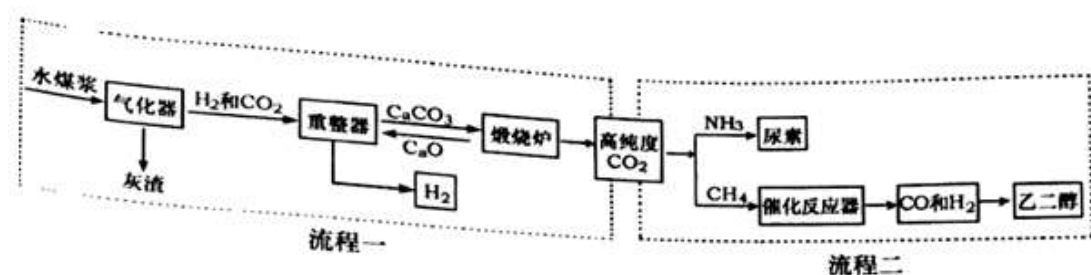 水煤浆
气化器
H2和CO2
重整器
CaCO3
CaO
煅烧炉
高纯度
CO2
NH3
尿素
CH4
催化反应器
CO和H2
乙二醇
灰渣
H2
流程一
流程二